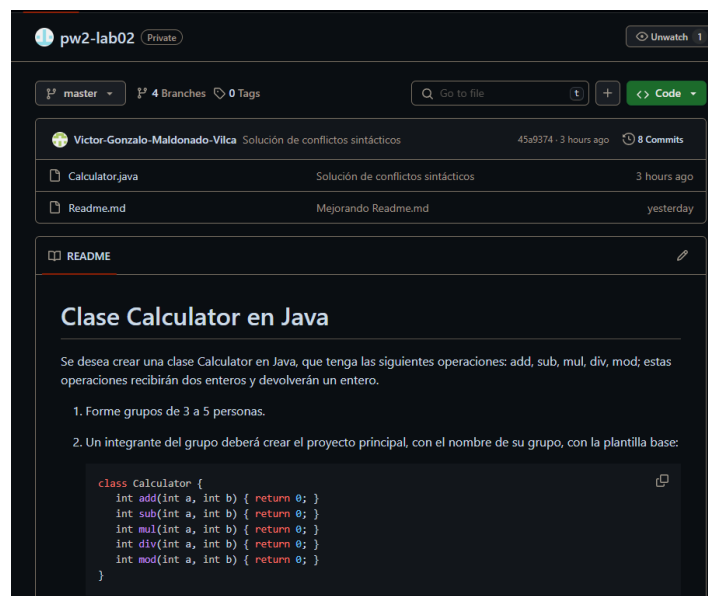 pw2-lab02 Private Unwatch 1
master 4 Branches 0 Tags Go to file t + <> Code
Victor-Gonzalo-Maldonado-Vilca Solución de conflictos sintácticos 45a9374 · 3 hours ago 8 Commits
Calculator.java Solución de conflictos sintácticos 3 hours ago
Readme.md Mejorando Readme.md yesterday
README
Clase Calculator en Java
Se desea crear una clase Calculator en Java, que tenga las siguientes operaciones: add, sub, mul, div, mod; estas
operaciones recibirán dos enteros y devolverán un entero.
1. Forme grupos de 3 a 5 personas.
2. Un integrante del grupo deberá crear el proyecto principal, con el nombre de su grupo, con la plantilla base:
class Calculator {
int add(int a, int b) { return 0; }
int sub(int a, int b) { return 0; }
int mul(int a, int b) { return 0; }
int div(int a, int b) { return 0; }
int mod(int a, int b) { return 0; }
}